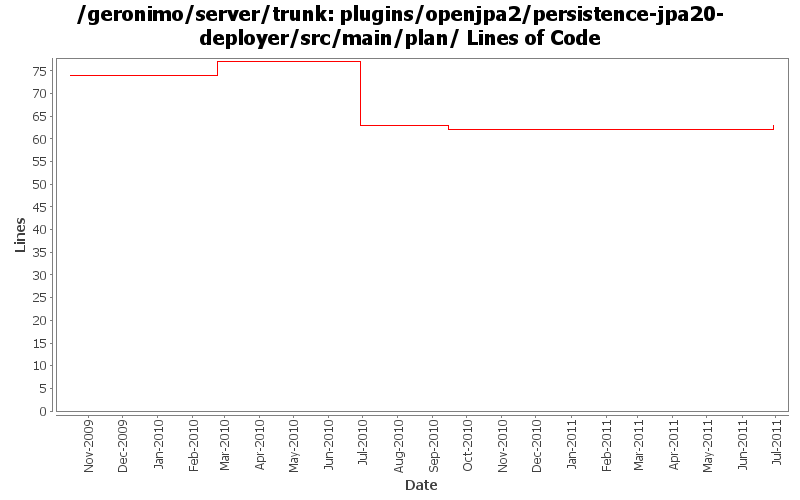 /geronimo/server/trunk: plugins/openjpa2/persistence-jpa20-
deployer/src/main/plan/ Lines of Code
75
70
65
60
55
50
45
40
35
30
25
20
15
10
5
0
Lines
Nov-2009
Dec-2009
Jan-2010
Feb-2010
Mar-2010
Apr-2010
May-2010
Jun-2010
Jul-2010
Aug-2010
Sep-2010
Oct-2010
Nov-2010
Dec-2010
Jan-2011
Feb-2011
Mar-2011
Apr-2011
May-2011
Jun-2011
Jul-2011
Date